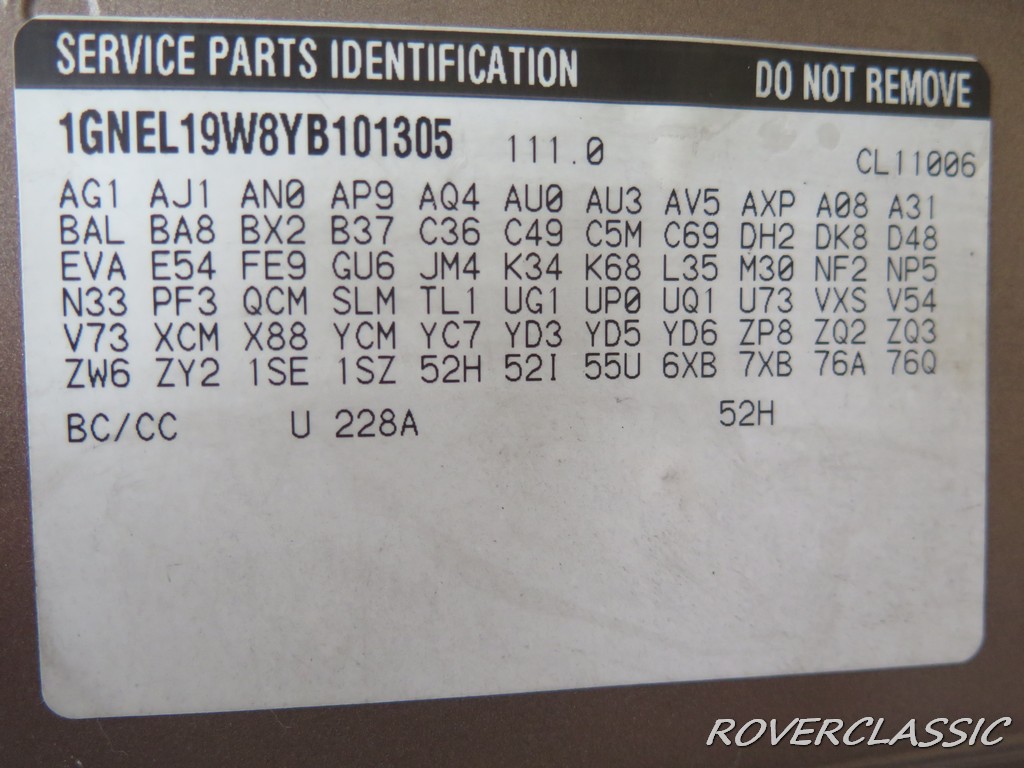 SERVICE PARTS IDENTIFICATION DO NOT REMOVE
1GNEL19W8YB101305 111.0 CL11006
AG1 AJ1 AN0 AP9 AQ4 AU0 AU3 AV5 AXP A08 A31
BAL BA8 BX2 B37 C36 C49 C5M C69 DH2 DK8 D48
EVA E54 FE9 GU6 JM4 K34 K68 L35 M30 NF2 NP5
N33 PF3 QCM SLM TL1 UG1 UP0 UQ1 U73 VXS V54
V73 XCM X88 YCM YC7 YD3 YD5 YD6 ZP8 ZQ2 ZQ3
ZW6 ZY2 1SE 1SZ 52H 52I 55U 6XB 7XB 76A 76Q
BC/CC U 228A 52H
ROVERCLASSIC